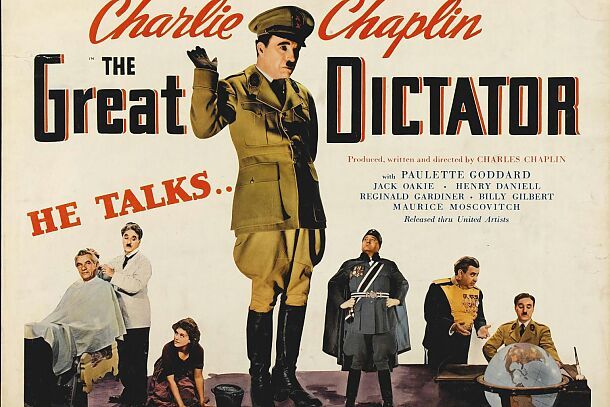 Charlie Chaplin
IN THE
Great DICTATOR
HE TALKS..
Produced, written and directed by CHARLES CHAPLIN
with PAULETTE GODDARD
JACK OAKIE · HENRY DANIELL
REGINALD GARDINER · BILLY GILBERT
MAURICE MOSCOVITCH
Released thru United Artists